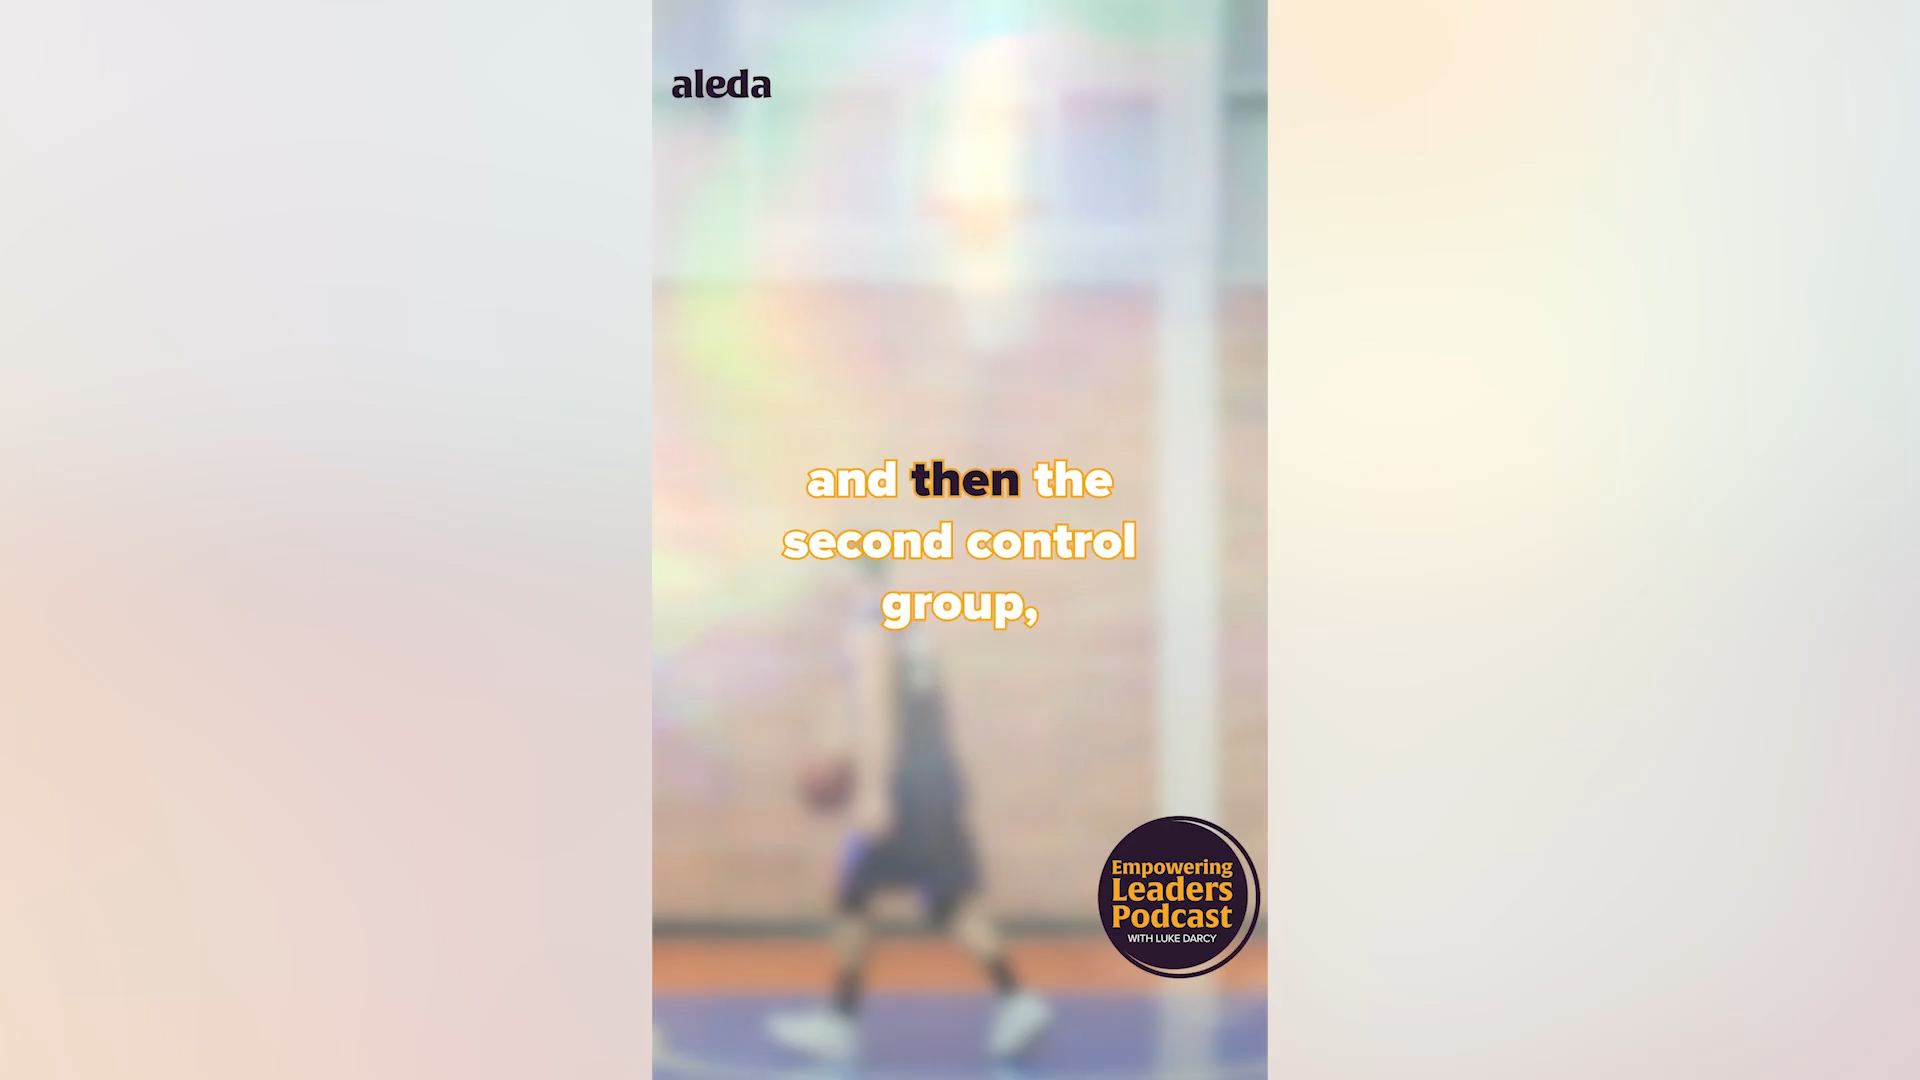 aleda
and then the
second control
group,
Empowering
Leaders
Podcast
WITH LUKE DARCY